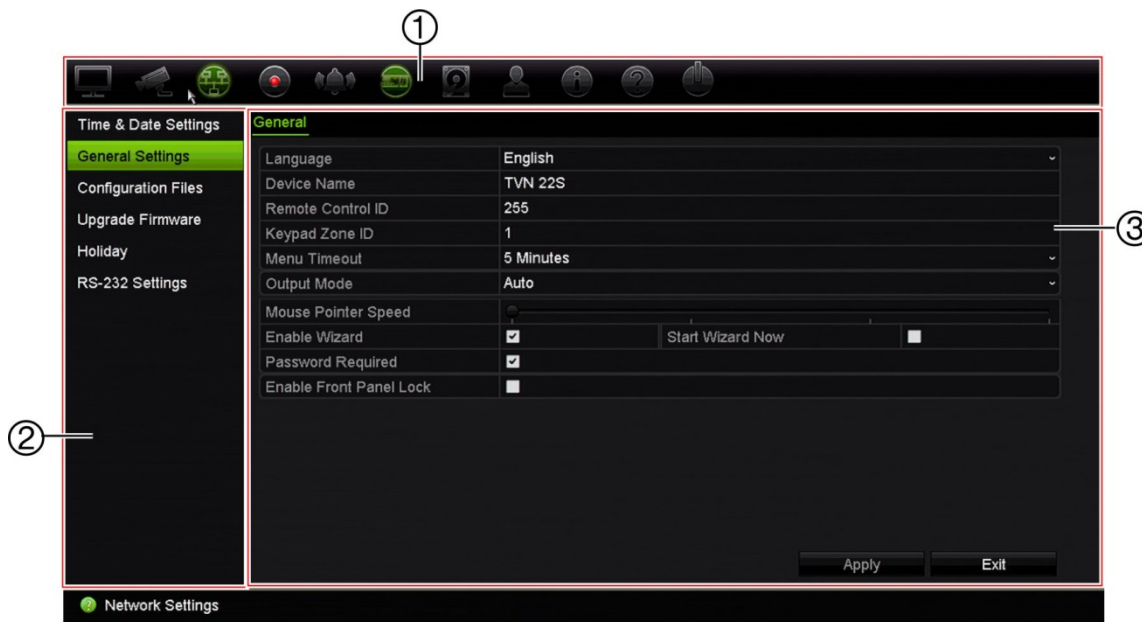 ①
Time & Date Settings
General Settings
Configuration Files
Upgrade Firmware
Holiday
RS-232 Settings
②
General
Language English
Device Name TVN 22S
Remote Control ID 255
Keypad Zone ID 1
③
Menu Timeout 5 Minutes
Output Mode Auto
Mouse Pointer Speed
Enable Wizard Start Wizard Now
Password Required
Enable Front Panel Lock
Apply Exit
Network Settings